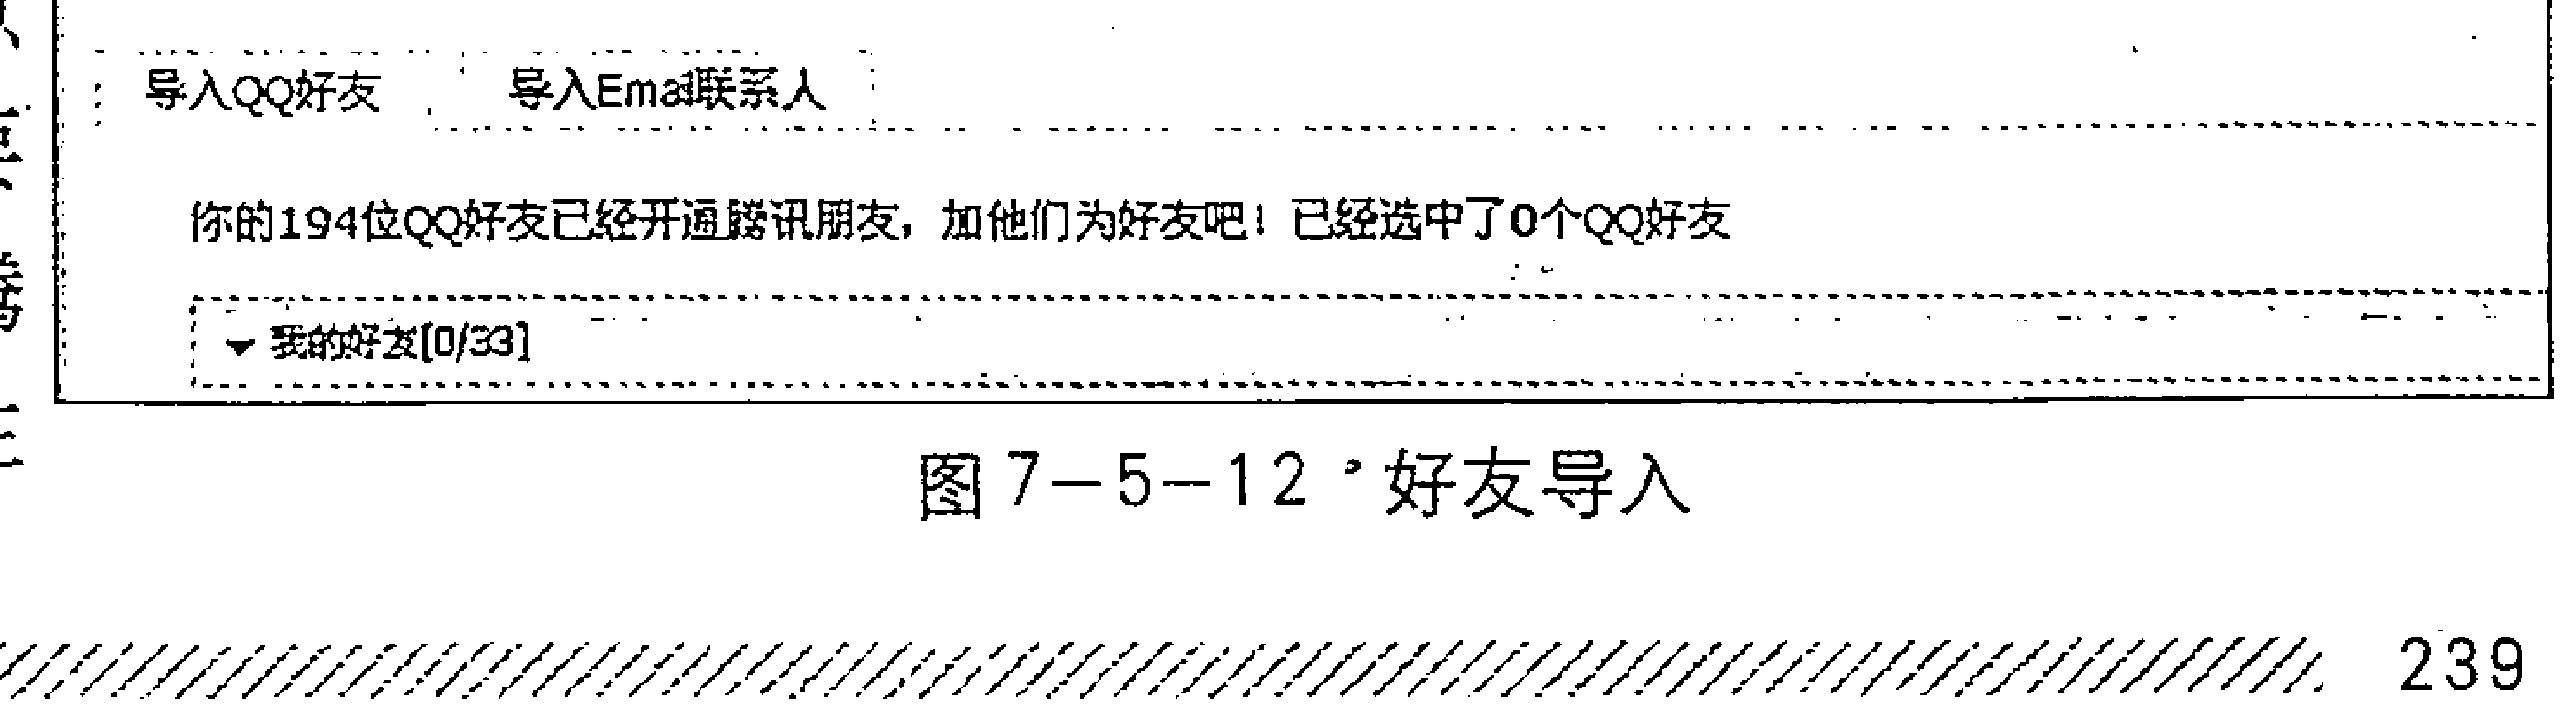 导入QQ好友 导入Email联系人
你的194位QQ好友已经开通腾讯朋友，加他们为好友吧！已经选中了0个QQ好友
▼ 我的好友[0/33]
图7-5-12 好友导入
239